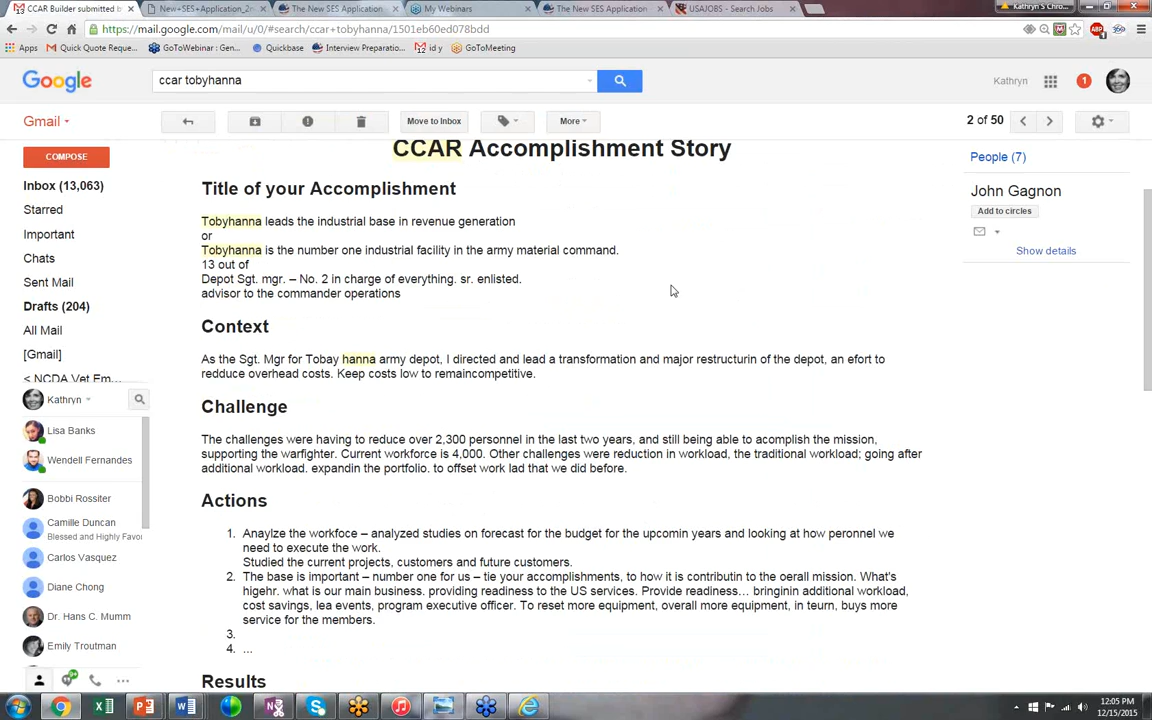 CCAR Builder submitted b
New+SES+Application_2
The New SES Application
My Webinars
The New SES Application
USAJOBS - Search Jobs
Kathryn S Chro...
https://mail.google.com/mail/u/0/#search/ccar+tobyhanna/1501eb60ed078bdd
Apps
Quick Quote Reque...
GoToWebinar : Gen...
Quickbase
Interview Preparatio...
id y
GoToMeeting
Google
ccar tobyhanna
Kathryn
1
Gmail
Move to Inbox
More
2 of 50
COMPOSE
Inbox (13,063)
Starred
Important
Chats
Sent Mail
Drafts (204)
All Mail
[Gmail]
< NCDA Vet Em...
Kathryn
Lisa Banks
Wendell Fernandes
Bobbi Rossiter
Camille Duncan
Blessed and Highly Favor
Carlos Vasquez
Diane Chong
Dr. Hans C. Mumm
Emily Troutman
CCAR Accomplishment Story
Title of your Accomplishment
Tobyhanna leads the industrial base in revenue generation
or
Tobyhanna is the number one industrial facility in the army material command.
13 out of
Depot Sgt. mgr. – No. 2 in charge of everything. sr. enlisted.
advisor to the commander operations
Context
As the Sgt. Mgr for Tobay hanna army depot, I directed and lead a transformation and major restructurin of the depot, an efort to
redduce overhead costs. Keep costs low to remaincompetitive.
Challenge
The challenges were having to reduce over 2,300 personnel in the last two years, and still being able to acomplish the mission,
supporting the warfighter. Current workforce is 4,000. Other challenges were reduction in workload, the traditional workload; going after
additional workload. expandin the portfolio. to offset work lad that we did before.
Actions
1. Anaylze the workfoce – analyzed studies on forecast for the budget for the upcomin years and looking at how peronnel we
need to execute the work.
Studied the current projects, customers and future customers.
2. The base is important – number one for us – tie your accomplishments, to how it is contributin to the oerall mission. What's
higehr. what is our main business. providing readiness to the US services. Provide readiness... bringinin additional workload,
cost savings, lea events, program executive officer. To reset more equipment, overall more equipment, in teurn, buys more
service for the members.
3.
4. ...
Results
People (7)
John Gagnon
Add to circles
Show details
12:05 PM
12/15/2015